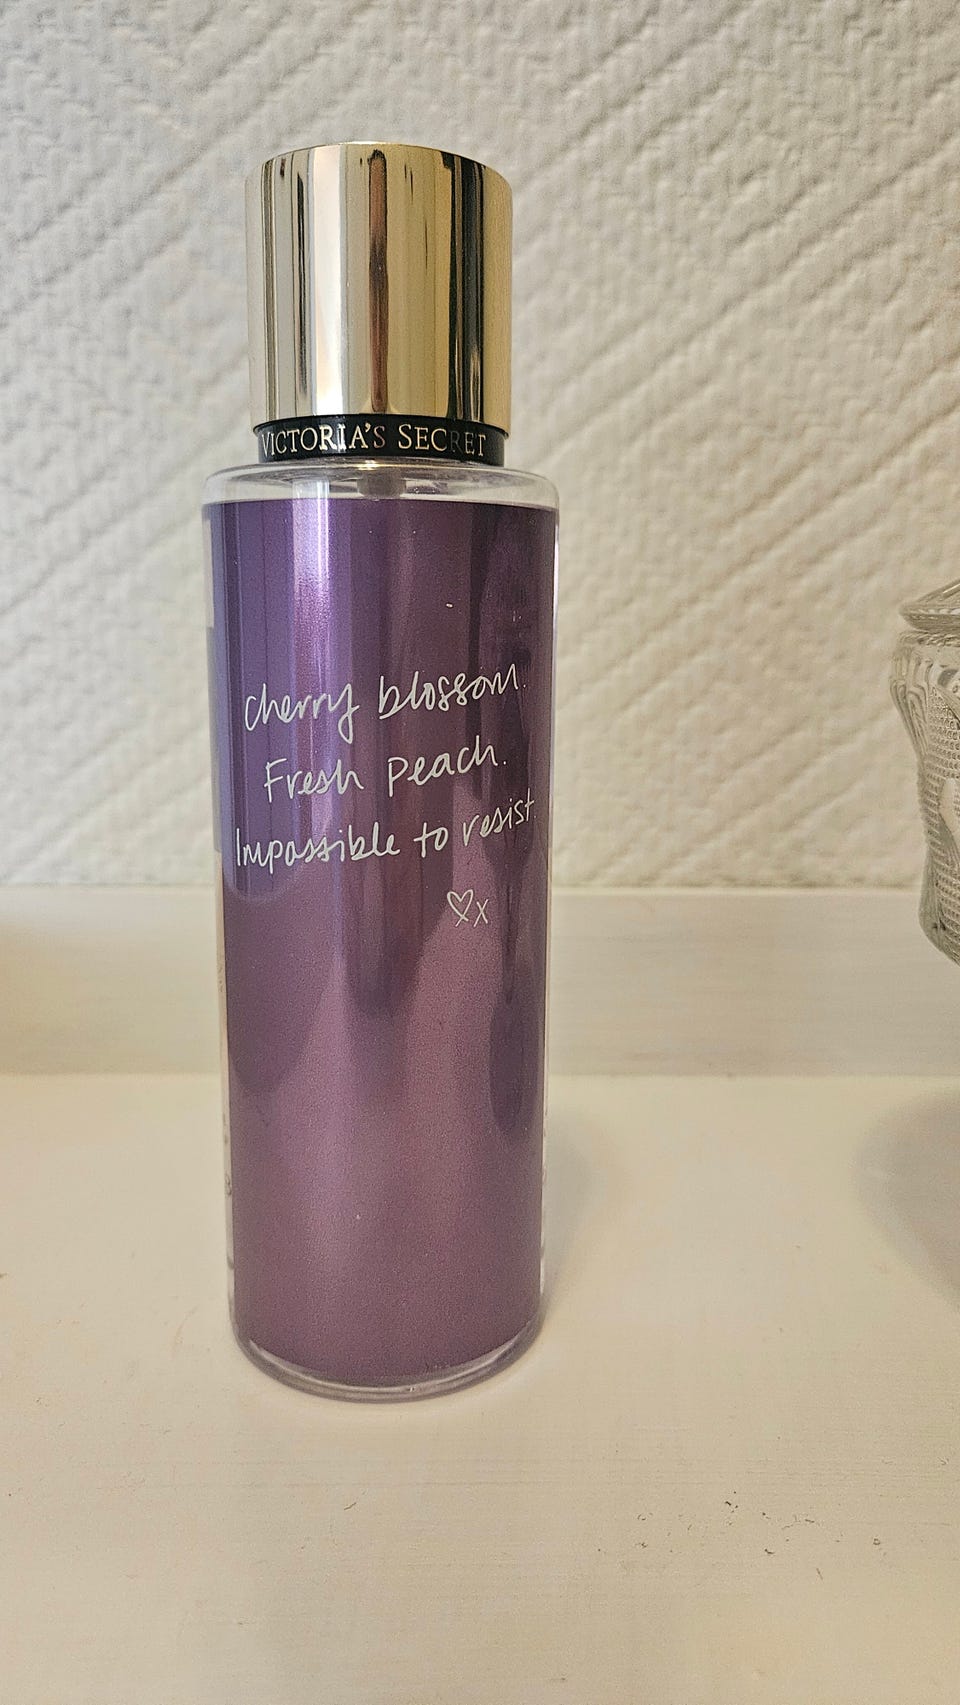 VICTORIA'S SECRET
Cherry blossom.
Fresh peach.
Impossible to resist.
♡x